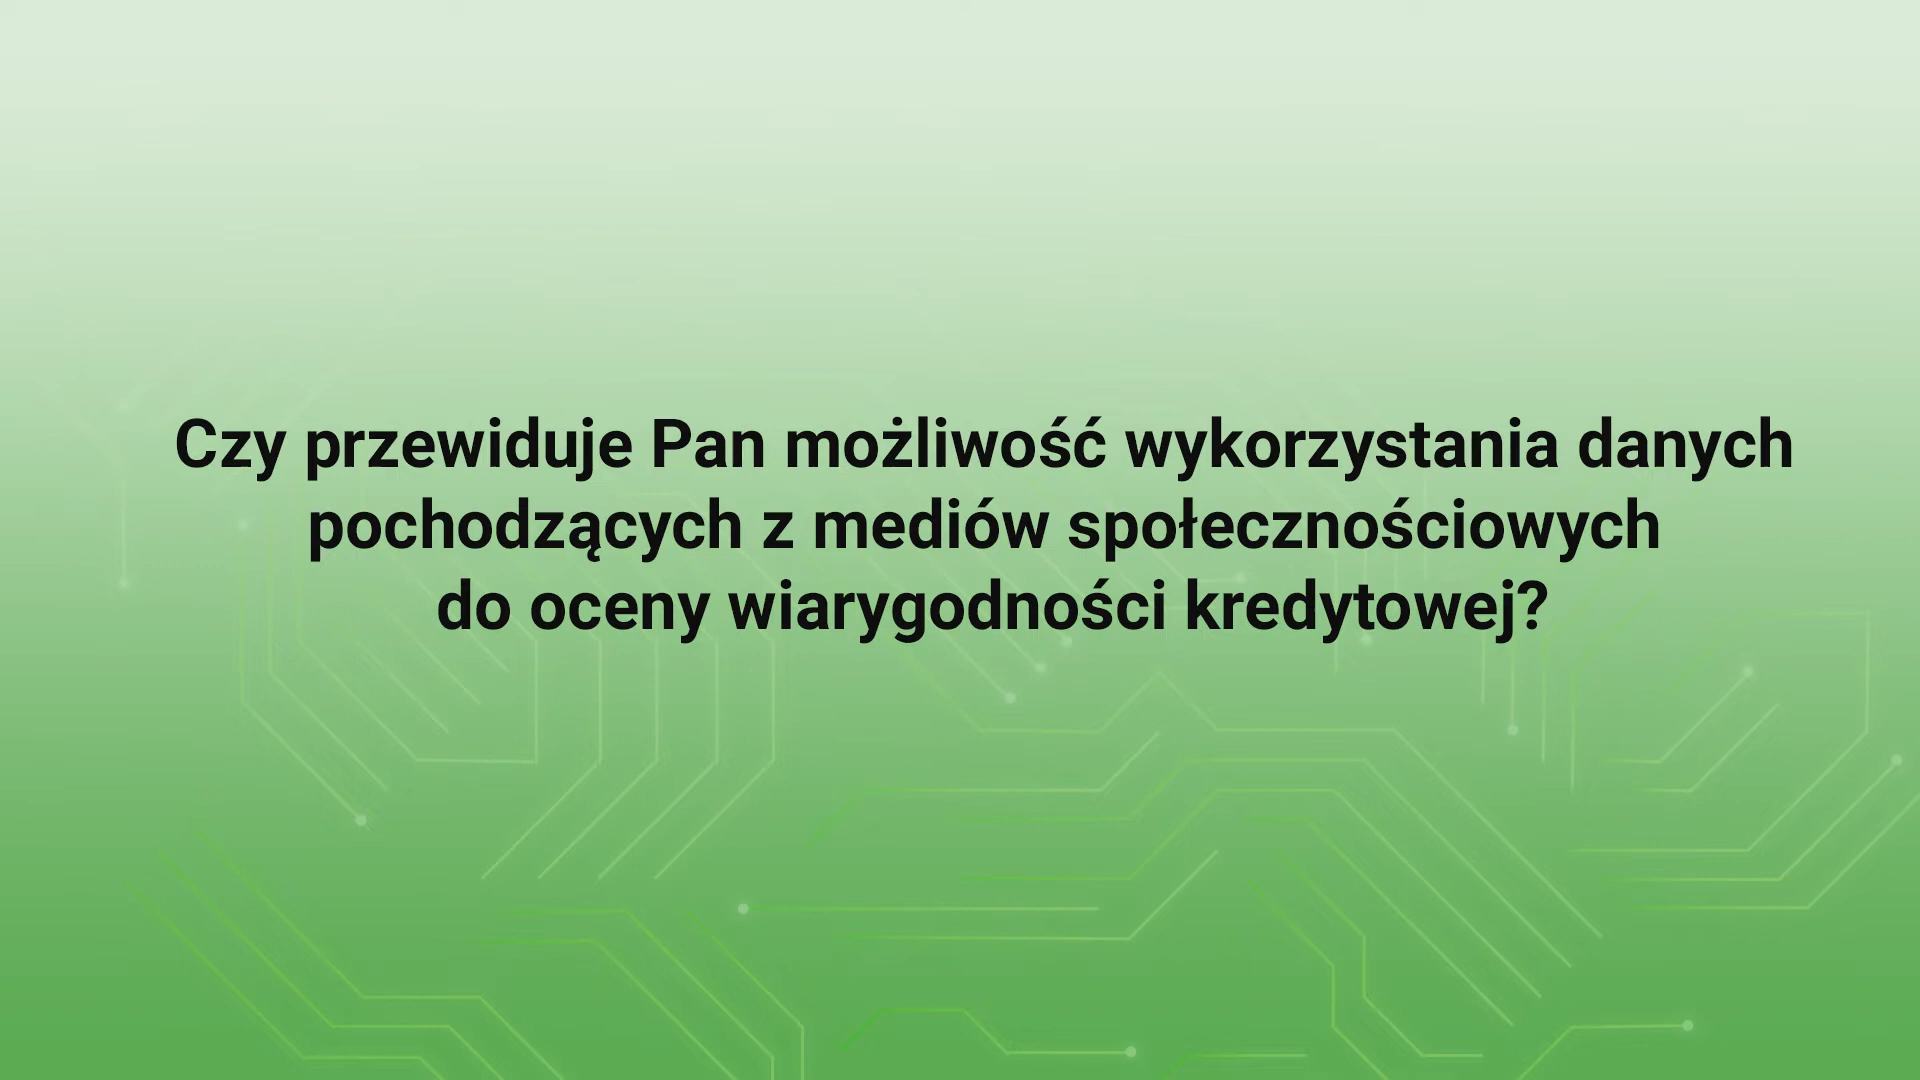 Czy przewiduje Pan możliwość wykorzystania danych
pochodzących z mediów społecznościowych
do oceny wiarygodności kredytowej?